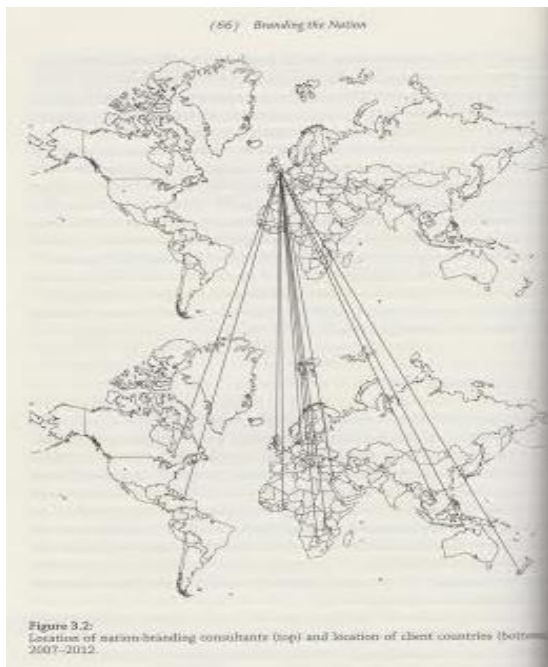 (66) Branding the Nation
Figure 3.2:
Location of nation-branding consultants (top) and location of client countries (bottom)
2007–2012.